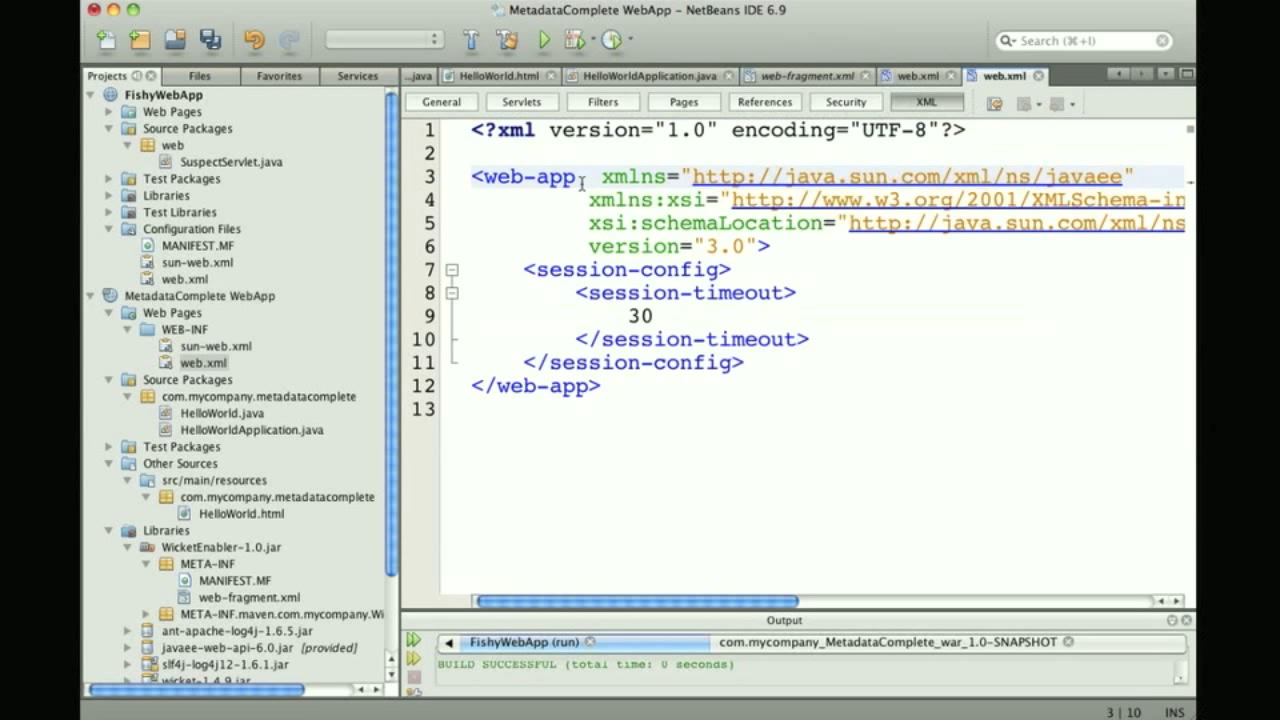 MetadataComplete WebApp - NetBeans IDE 6.9
Search (⌘+I)
Projects Files Favorites Services
...java HelloWorld.html HelloWorldApplication.java web-fragment.xml web.xml web.xml
General Servlets Filters Pages References Security XML
FishyWebApp
Web Pages
Source Packages
web
SuspectServlet.java
Test Packages
Libraries
Test Libraries
Configuration Files
MANIFEST.MF
sun-web.xml
web.xml
MetadataComplete WebApp
Web Pages
WEB-INF
sun-web.xml
web.xml
Source Packages
com.mycompany.metadatacomplete
HelloWorld.java
HelloWorldApplication.java
Test Packages
Other Sources
src/main/resources
com.mycompany.metadatacomplete
HelloWorld.html
Libraries
WicketEnabler-1.0.jar
META-INF
MANIFEST.MF
web-fragment.xml
META-INF.maven.com.mycompany.Wi
ant-apache-log4j-1.6.5.jar
javaee-web-api-6.0.jar [provided]
slf4j-log4j12-1.6.1.jar
wicket-1.4.9.jar
1 <?xml version="1.0" encoding="UTF-8"?>
2
3 <web-app xmlns="http://java.sun.com/xml/ns/javaee"
4 xmlns:xsi="http://www.w3.org/2001/XMLSchema-in
5 xsi:schemaLocation="http://java.sun.com/xml/ns
6 version="3.0">
7 <session-config>
8 <session-timeout>
9 30
10 </session-timeout>
11 </session-config>
12 </web-app>
13
Output
FishyWebApp (run) com.mycompany_MetadataComplete_war_1.0-SNAPSHOT
BUILD SUCCESSFUL (total time: 0 seconds)
3 | 10 INS